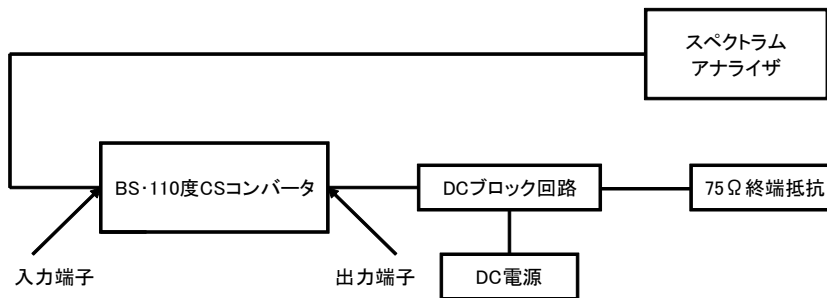 スペクトラム
アナライザ
BS・110度CSコンバータ
DCブロック回路
75Ω終端抵抗
入力端子
出力端子
DC電源